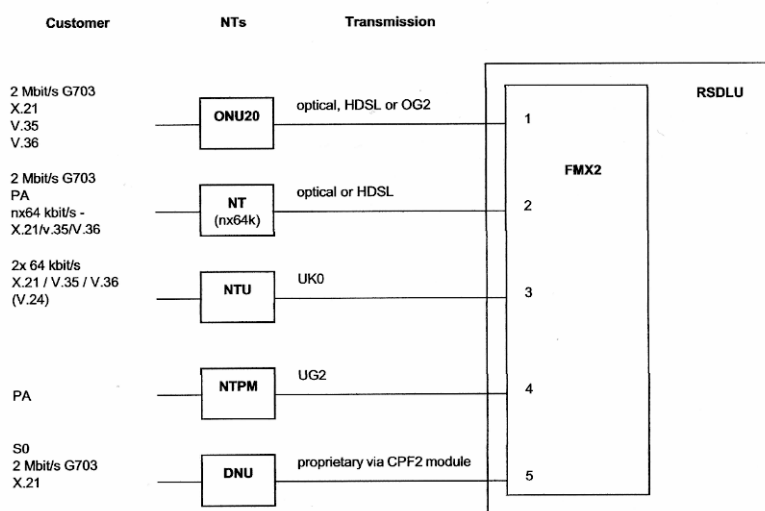 Customer NTs Transmission
RSDLU
FMX2
2 Mbit/s G703
X.21
V.35
V.36
ONU20
optical, HDSL or OG2
1
2 Mbit/s G703
PA
nx64 kbit/s -
X.21/v.35/V.36
NT
(nx64k)
optical or HDSL
2
2x 64 kbit/s
X.21 / V.35 / V.36
(V.24)
NTU
UK0
3
PA
NTPM
UG2
4
S0
2 Mbit/s G703
X.21
DNU
proprietary via CPF2 module
5